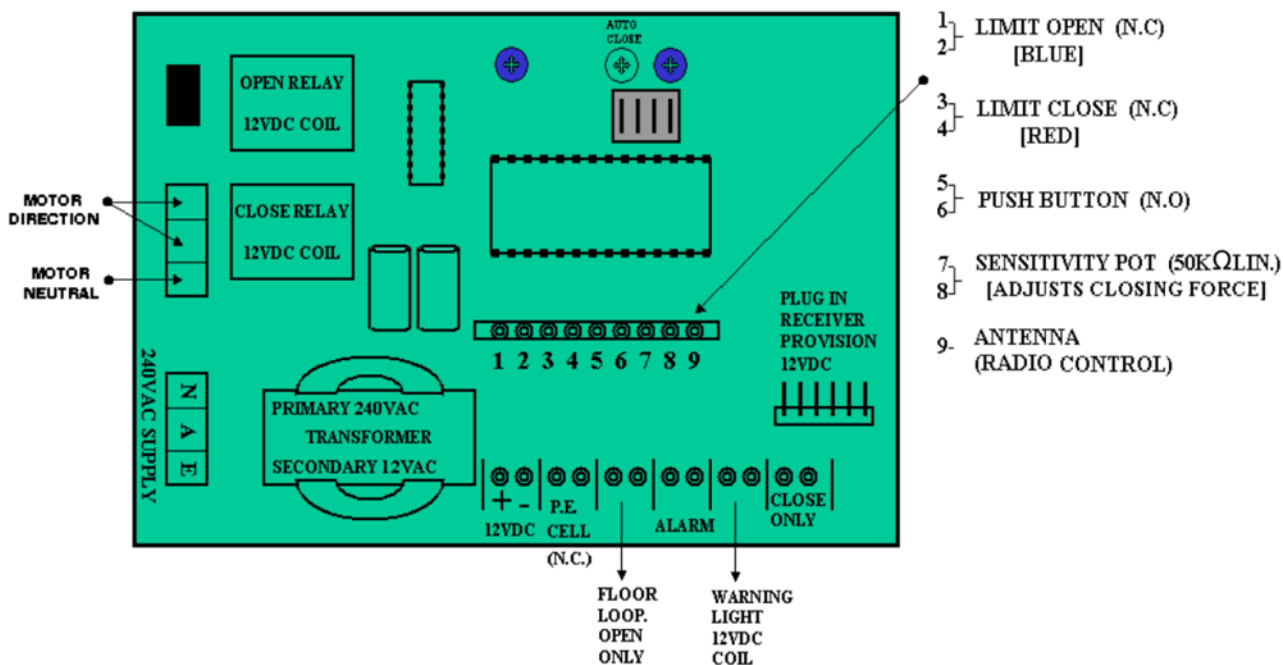 AUTO
CLOSE
OPEN RELAY
12VDC COIL
CLOSE RELAY
12VDC COIL
MOTOR
DIRECTION
MOTOR
NEUTRAL
240VAC SUPPLY
N
A
E
PRIMARY 240VAC
TRANSFORMER
SECONDARY 12VAC
1 2 3 4 5 6 7 8 9
PLUG IN
RECEIVER
PROVISION
12VDC
+ -
12VDC
P.E.
CELL
(N.C.)
FLOOR
LOOP.
OPEN
ONLY
ALARM
WARNING
LIGHT
12VDC
COIL
CLOSE
ONLY
1
2
LIMIT OPEN (N.C)
[BLUE]
3
4
LIMIT CLOSE (N.C)
[RED]
5
6
PUSH BUTTON (N.O)
7
8
SENSITIVITY POT (50KΩLIN.)
[ADJUSTS CLOSING FORCE]
9- ANTENNA
(RADIO CONTROL)